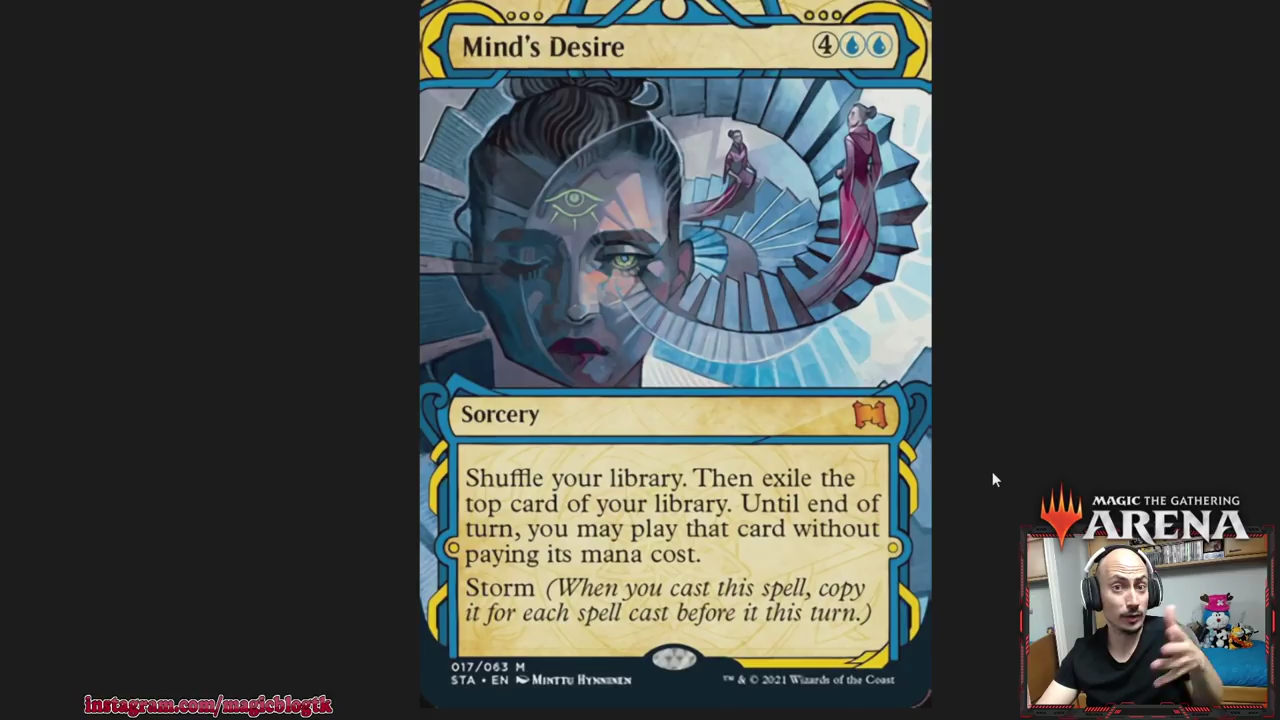 Mind's Desire 4
Sorcery
Shuffle your library. Then exile the
top card of your library. Until end of
turn, you may play that card without
paying its mana cost.
Storm (When you cast this spell, copy
it for each spell cast before it this turn.)
017/063 M
STA • EN Minttu Hynninen
™ & © 2021 Wizards of the Coast
MAGIC THE GATHERING
ARENA
instagram.com/magicblogtk